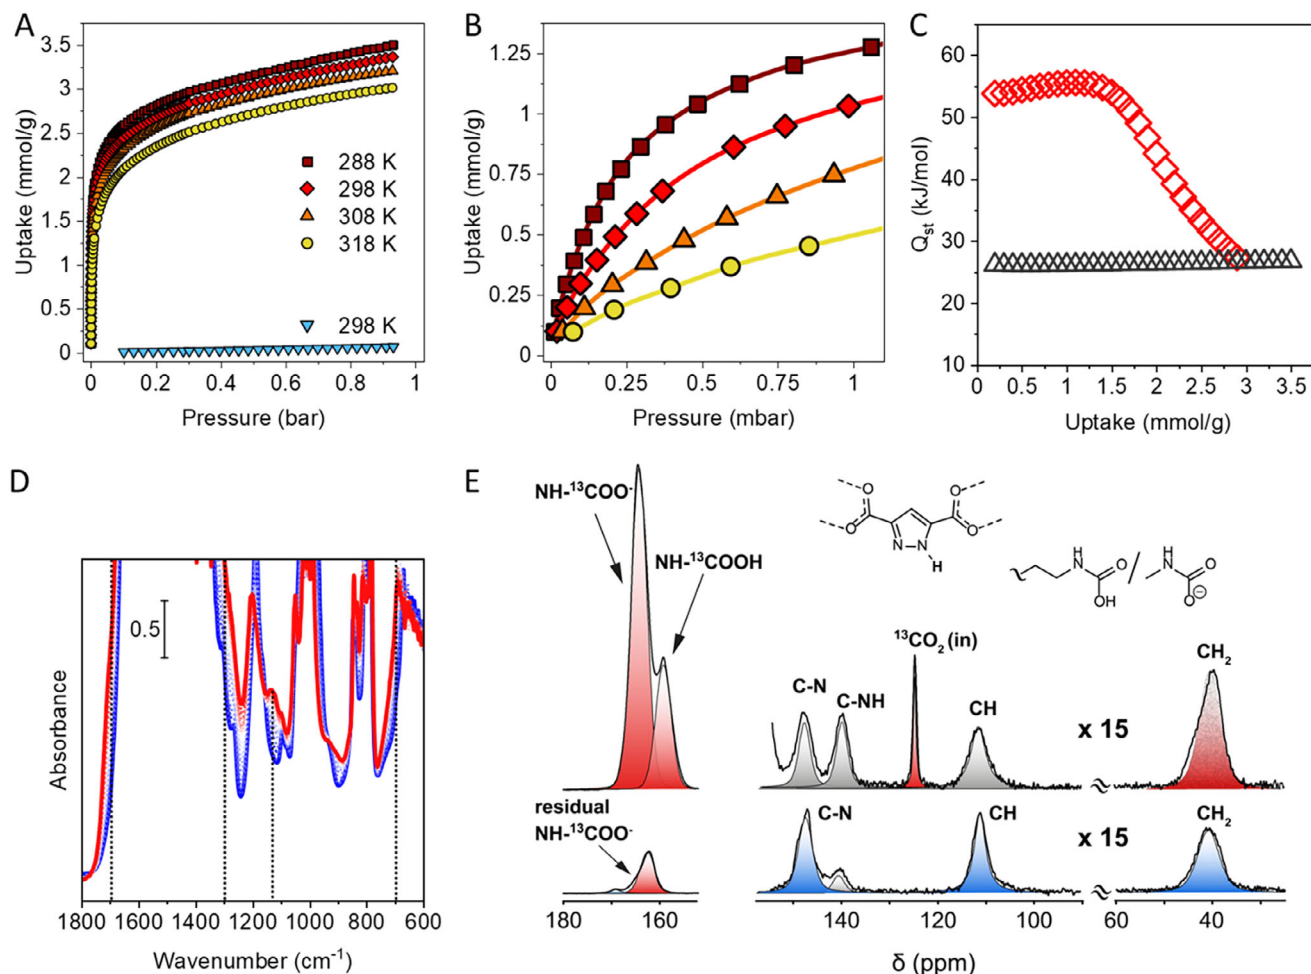 A
3.5
3
2.5
2
1.5
1
0.5
0
Uptake (mmol/g)
288 K
298 K
308 K
318 K
298 K
0 0.2 0.4 0.6 0.8 1
Pressure (bar)
B
1.25
1
0.75
0.5
0.25
0
Uptake (mmol/g)
0 0.25 0.5 0.75 1
Pressure (mbar)
C
60
50
40
30
20
10
Qst (kJ/mol)
0 0.5 1 1.5 2 2.5 3 3.5
Uptake (mmol/g)
D
0.5
Absorbance
1800 1600 1400 1200 1000 800 600
Wavenumber (cm-1)
E
NH-13COO-
NH-13COOH
O O
O O
N N
H
H
N O
OH
/
H
N O
O ⊖
13CO2 (in)
C-N
C-NH
CH
x 15
CH2
residual
NH-13COO-
C-N
CH
x 15
CH2
180 160 140 120 100 60 40
δ (ppm)